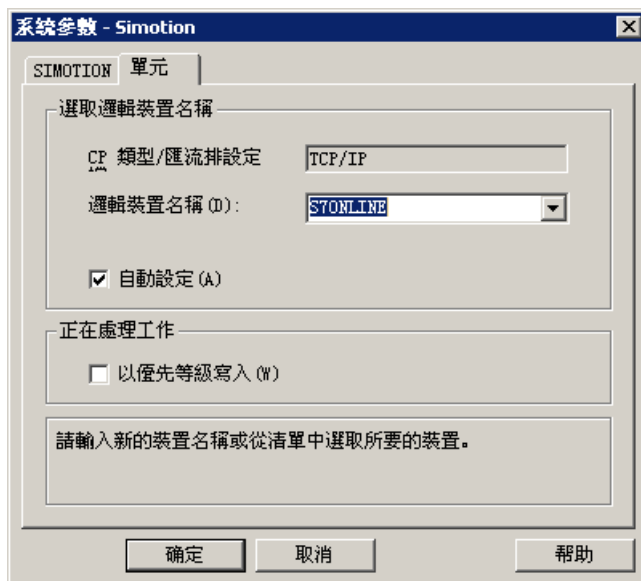 系統參數 - Simotion
SIMOTION 單元
選取邏輯裝置名稱
CP 類型/匯流排設定 TCP/IP
邏輯裝置名稱(D): S7ONLINE
自動設定(A)
正在處理工作
以優先等級寫入(W)
請輸入新的裝置名稱或從清單中選取所要的裝置。
确定 取消 帮助